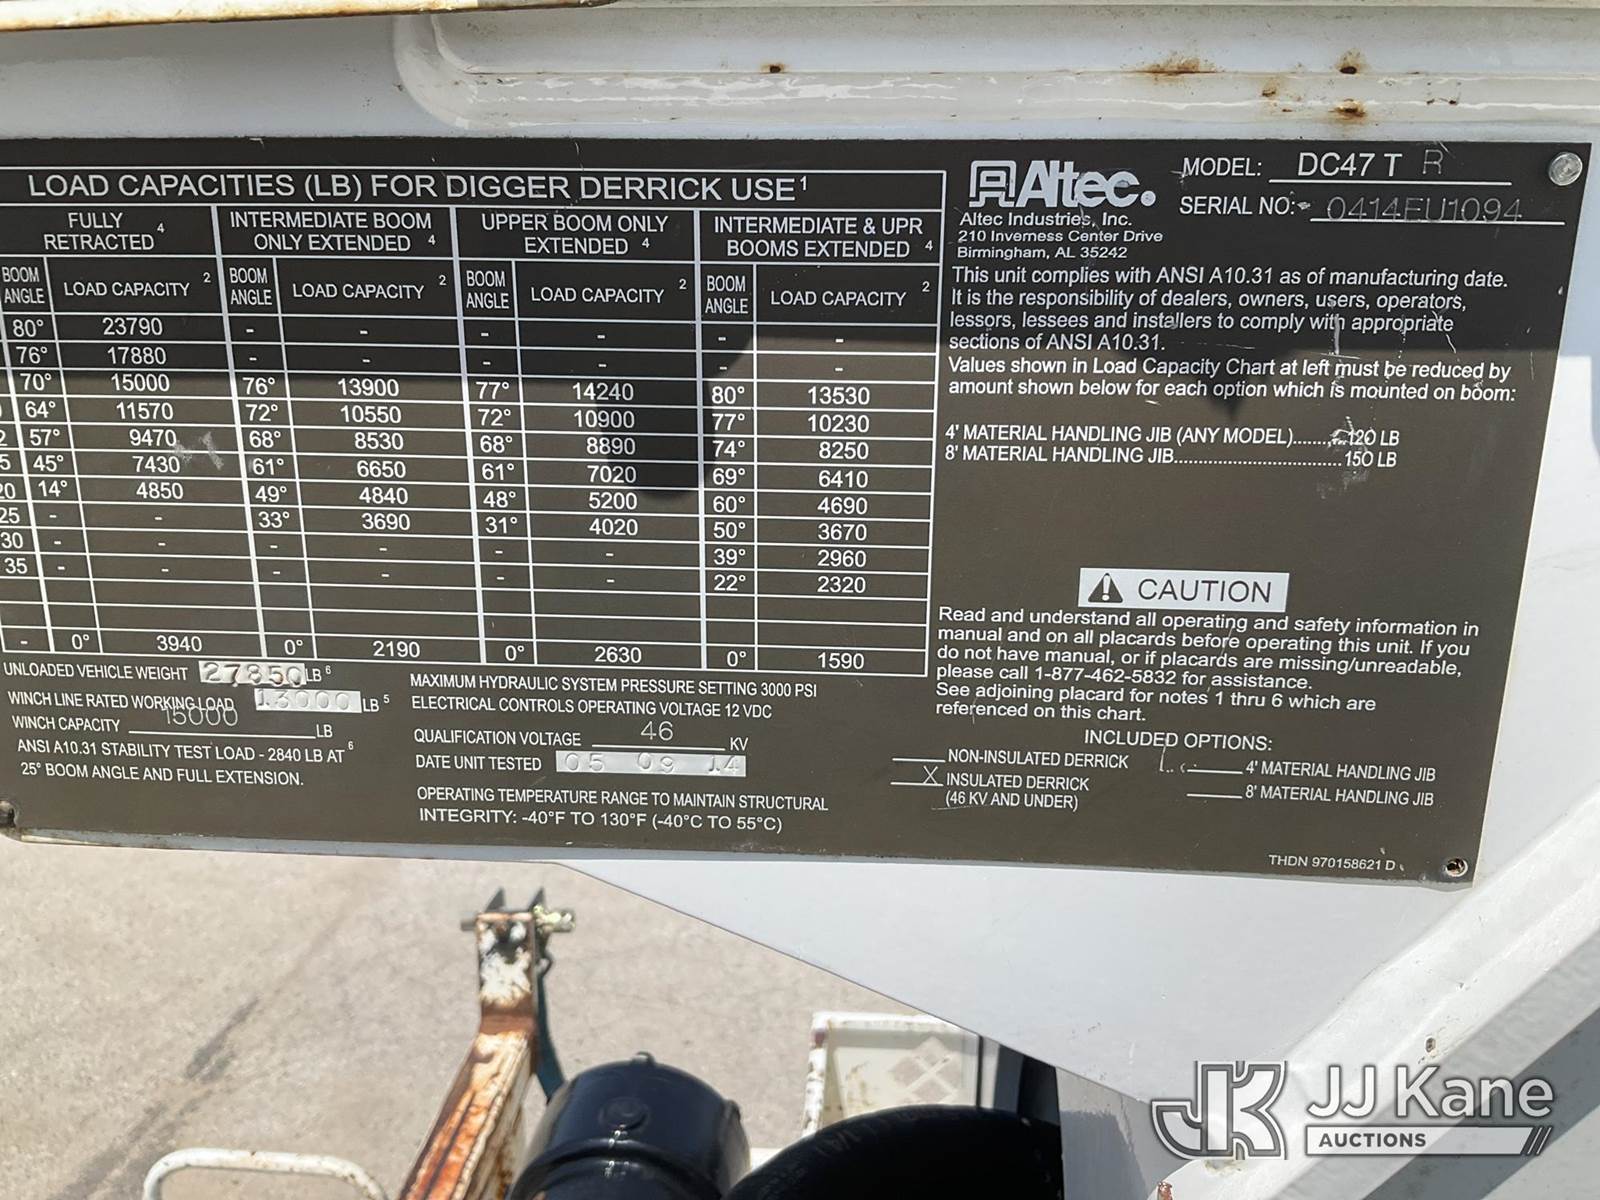 LOAD CAPACITIES (LB) FOR DIGGER DERRICK USE 1
FULLY RETRACTED 4 INTERMEDIATE BOOM ONLY EXTENDED 4 UPPER BOOM ONLY EXTENDED 4 INTERMEDIATE & UPR BOOMS EXTENDED 4
BOOM ANGLE LOAD CAPACITY 2 BOOM ANGLE LOAD CAPACITY 2 BOOM ANGLE LOAD CAPACITY 2 BOOM ANGLE LOAD CAPACITY 2
80° 23790 - - - - - -
76° 17880 - - - - - -
70° 15000 76° 13900 77° 14240 80° 13530
64° 11570 72° 10550 72° 10900 77° 10230
57° 9470 68° 8530 68° 8890 74° 8250
45° 7430 61° 6650 61° 7020 69° 6410
20 14° 4850 49° 4840 48° 5200 60° 4690
25 - - 33° 3690 31° 4020 50° 3670
30 - - - - - - 39° 2960
35 - - - - - - 22° 2320
- 0° 3940 0° 2190 0° 2630 0° 1590
UNLOADED VEHICLE WEIGHT 27850 LB 6
WINCH LINE RATED WORKING LOAD 13000 LB 5
WINCH CAPACITY 15000 LB
ANSI A10.31 STABILITY TEST LOAD - 2840 LB AT 6
25° BOOM ANGLE AND FULL EXTENSION.
MAXIMUM HYDRAULIC SYSTEM PRESSURE SETTING 3000 PSI
ELECTRICAL CONTROLS OPERATING VOLTAGE 12 VDC
QUALIFICATION VOLTAGE 46 KV
DATE UNIT TESTED 05 09 14
OPERATING TEMPERATURE RANGE TO MAINTAIN STRUCTURAL
INTEGRITY: -40°F TO 130°F (-40°C TO 55°C)
Altec.
Altec Industries, Inc.
210 Inverness Center Drive
Birmingham, AL 35242
MODEL: DC47 T R
SERIAL NO: 0414EU1094
This unit complies with ANSI A10.31 as of manufacturing date.
It is the responsibility of dealers, owners, users, operators,
lessors, lessees and installers to comply with appropriate
sections of ANSI A10.31.
Values shown in Load Capacity Chart at left must be reduced by
amount shown below for each option which is mounted on boom:
4' MATERIAL HANDLING JIB (ANY MODEL)....... 120 LB
8' MATERIAL HANDLING JIB.................................. 150 LB
CAUTION
Read and understand all operating and safety information in
manual and on all placards before operating this unit. If you
do not have manual, or if placards are missing/unreadable,
please call 1-877-462-5832 for assistance.
See adjoining placard for notes 1 thru 6 which are
referenced on this chart.
INCLUDED OPTIONS:
NON-INSULATED DERRICK
X INSULATED DERRICK
(46 KV AND UNDER)
4' MATERIAL HANDLING JIB
8' MATERIAL HANDLING JIB
THDN 970158621 D
JK JJ Kane
AUCTIONS